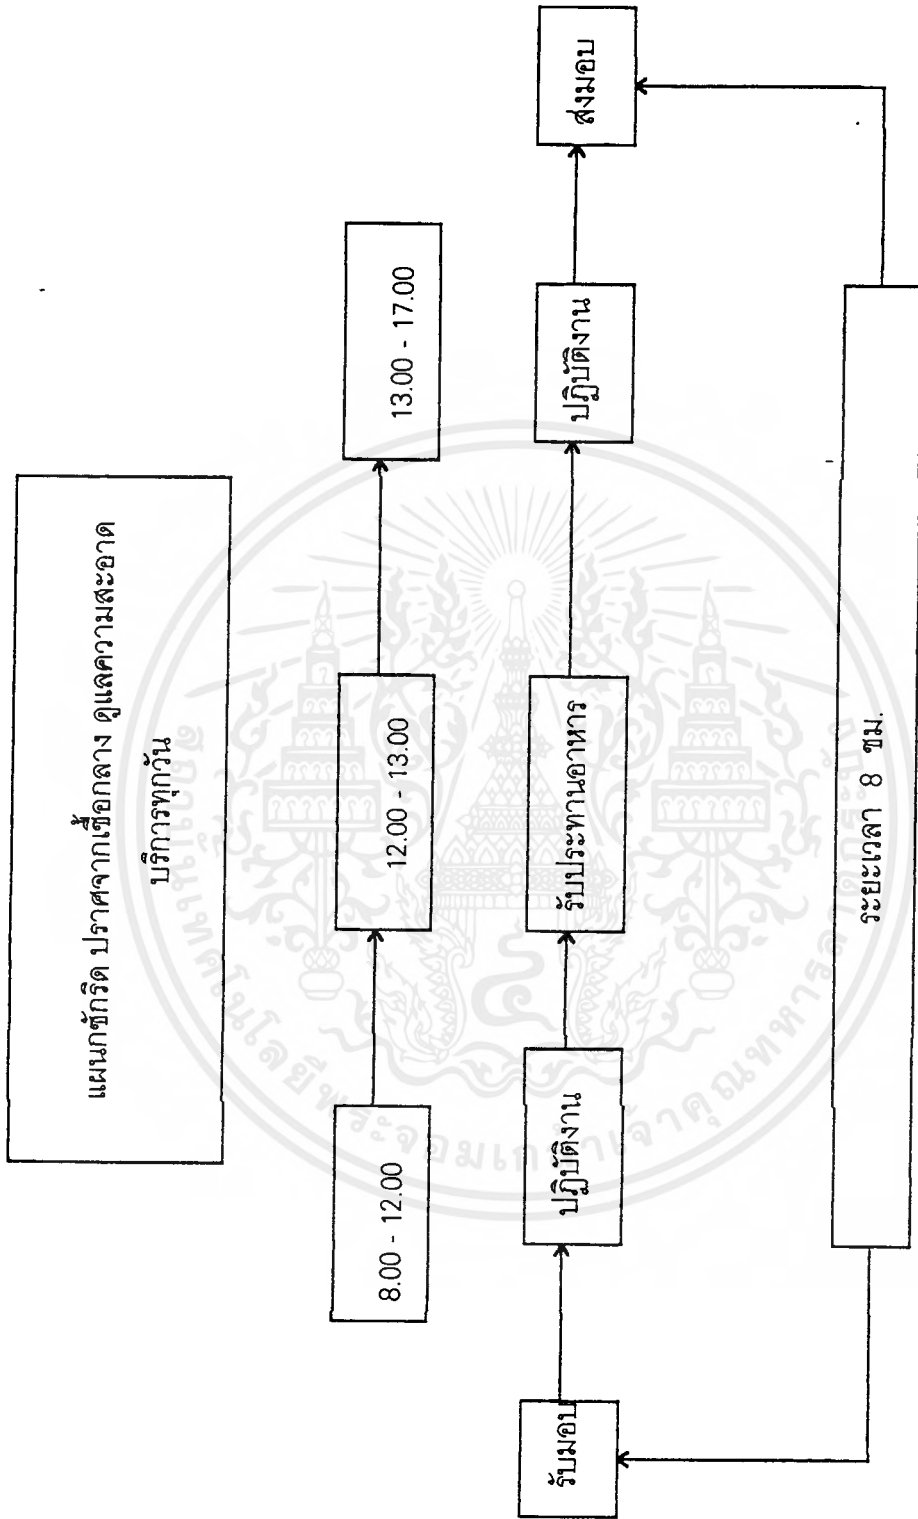 แผนกซักรีด ปราศจากเชื้อกลาง ดูแลความสะอาด
บริการทุกวัน
8.00 - 12.00
12.00 - 13.00
13.00 - 17.00
รับมอบ
ปฏิบัติงาน
รับประทานอาหาร
ปฏิบัติงาน
ส่งมอบ
ระยะเวลา 8 ชม.